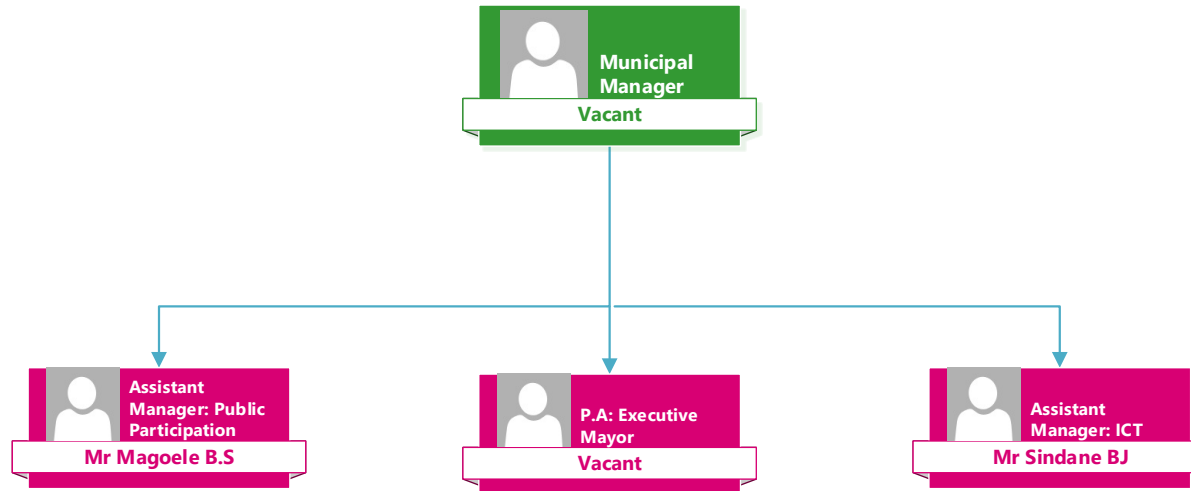 Municipal
Manager
Vacant
Assistant
Manager: Public
Participation
Mr Magoele B.S
P.A: Executive
Mayor
Vacant
Assistant
Manager: ICT
Mr Sindane BJ